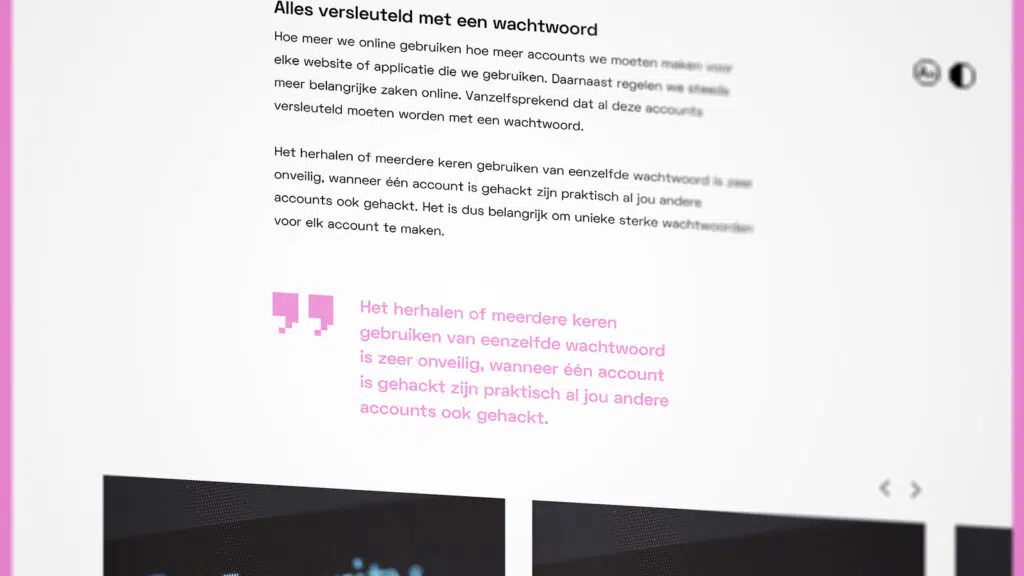 Alles versleuteld met een wachtwoord
Hoe meer we online gebruiken hoe meer accounts we moeten maken voor
elke website of applicatie die we gebruiken. Daarnaast regelen we steeds
meer belangrijke zaken online. Vanzelfsprekend dat al deze accounts
versleuteld moeten worden met een wachtwoord.
Het herhalen of meerdere keren gebruiken van eenzelfde wachtwoord is zeer
onveilig, wanneer één account is gehackt zijn praktisch al jou andere
accounts ook gehackt. Het is dus belangrijk om unieke sterke wachtwoorden
voor elk account te maken.
Het herhalen of meerdere keren
gebruiken van eenzelfde wachtwoord
is zeer onveilig, wanneer één account
is gehackt zijn praktisch al jou andere
accounts ook gehackt.